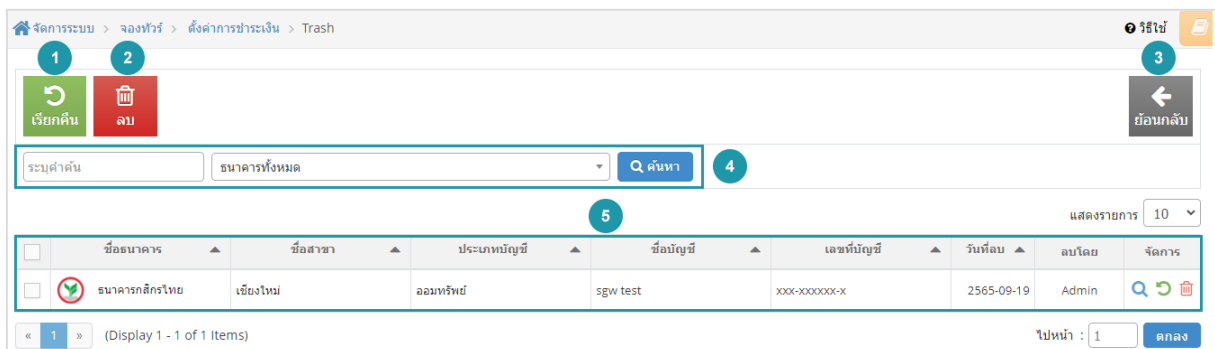 จัดการระบบ > จองทัวร์ > ตั้งค่าการชำระเงิน > Trash วิธีใช้
1 2 3
เรียกคืน ลบ ย้อนกลับ
ระบุคำค้น ธนาคารทั้งหมด ค้นหา 4
5 แสดงรายการ 10
ชื่อธนาคาร ชื่อสาขา ประเภทบัญชี ชื่อบัญชี เลขที่บัญชี วันที่ลบ ลบโดย จัดการ
ธนาคารกสิกรไทย เชียงใหม่ ออมทรัพย์ sgw test xxx-xxxxxx-x 2565-09-19 Admin
« 1 » (Display 1 - 1 of 1 Items) ไปหน้า : 1 ตกลง